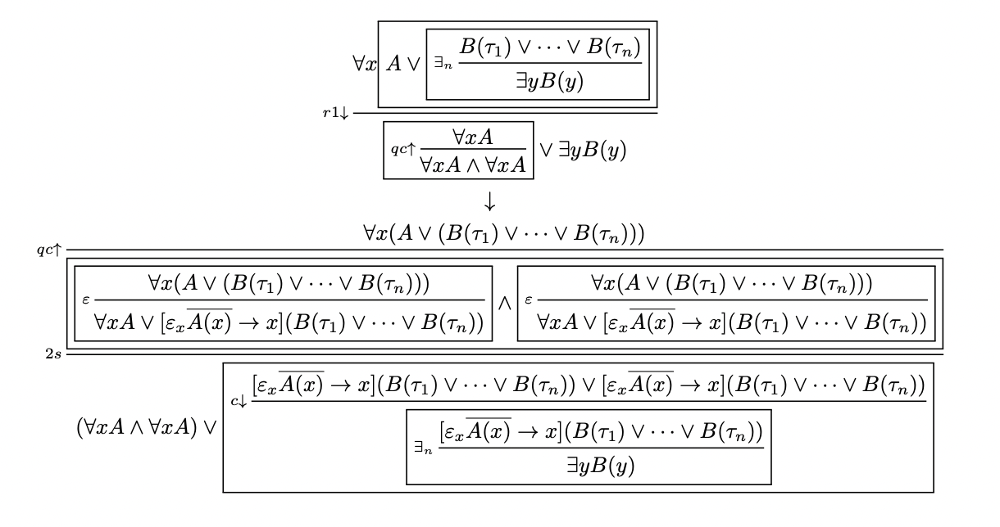 ∀x A ∨ ∃ₙ B(τ₁) ∨ ⋯ ∨ B(τₙ)
∃yB(y)
r1↓
qc↑ ∀xA
∀xA ∧ ∀xA
∨ ∃yB(y)
↓
∀x(A ∨ (B(τ₁) ∨ ⋯ ∨ B(τₙ)))
qc↑
∀x(A ∨ (B(τ₁) ∨ ⋯ ∨ B(τₙ))) ∀x(A ∨ (B(τ₁) ∨ ⋯ ∨ B(τₙ)))
ε ∧ ε
∀xA ∨ [εₓA̅(̅x̅)̅ → x](B(τ₁) ∨ ⋯ ∨ B(τₙ)) ∀xA ∨ [εₓA̅(̅x̅)̅ → x](B(τ₁) ∨ ⋯ ∨ B(τₙ))
2s
[εₓA̅(̅x̅)̅ → x](B(τ₁) ∨ ⋯ ∨ B(τₙ)) ∨ [εₓA̅(̅x̅)̅ → x](B(τ₁) ∨ ⋯ ∨ B(τₙ))
c↓
(∀xA ∧ ∀xA) ∨
∃ₙ [εₓA̅(̅x̅)̅ → x](B(τ₁) ∨ ⋯ ∨ B(τₙ))
∃yB(y)